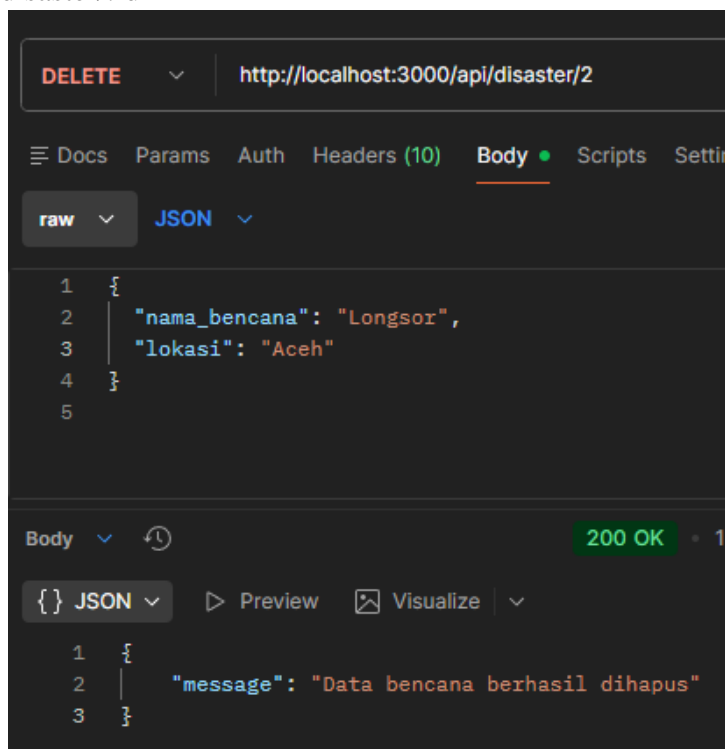 DELETE http://localhost:3000/api/disaster/2
Docs Params Auth Headers (10) Body Scripts Settin
raw JSON
1 {
2 "nama_bencana": "Longsor",
3 "lokasi": "Aceh"
4 }
5
Body 200 OK • 1
{} JSON Preview Visualize
1 {
2 "message": "Data bencana berhasil dihapus"
3 }